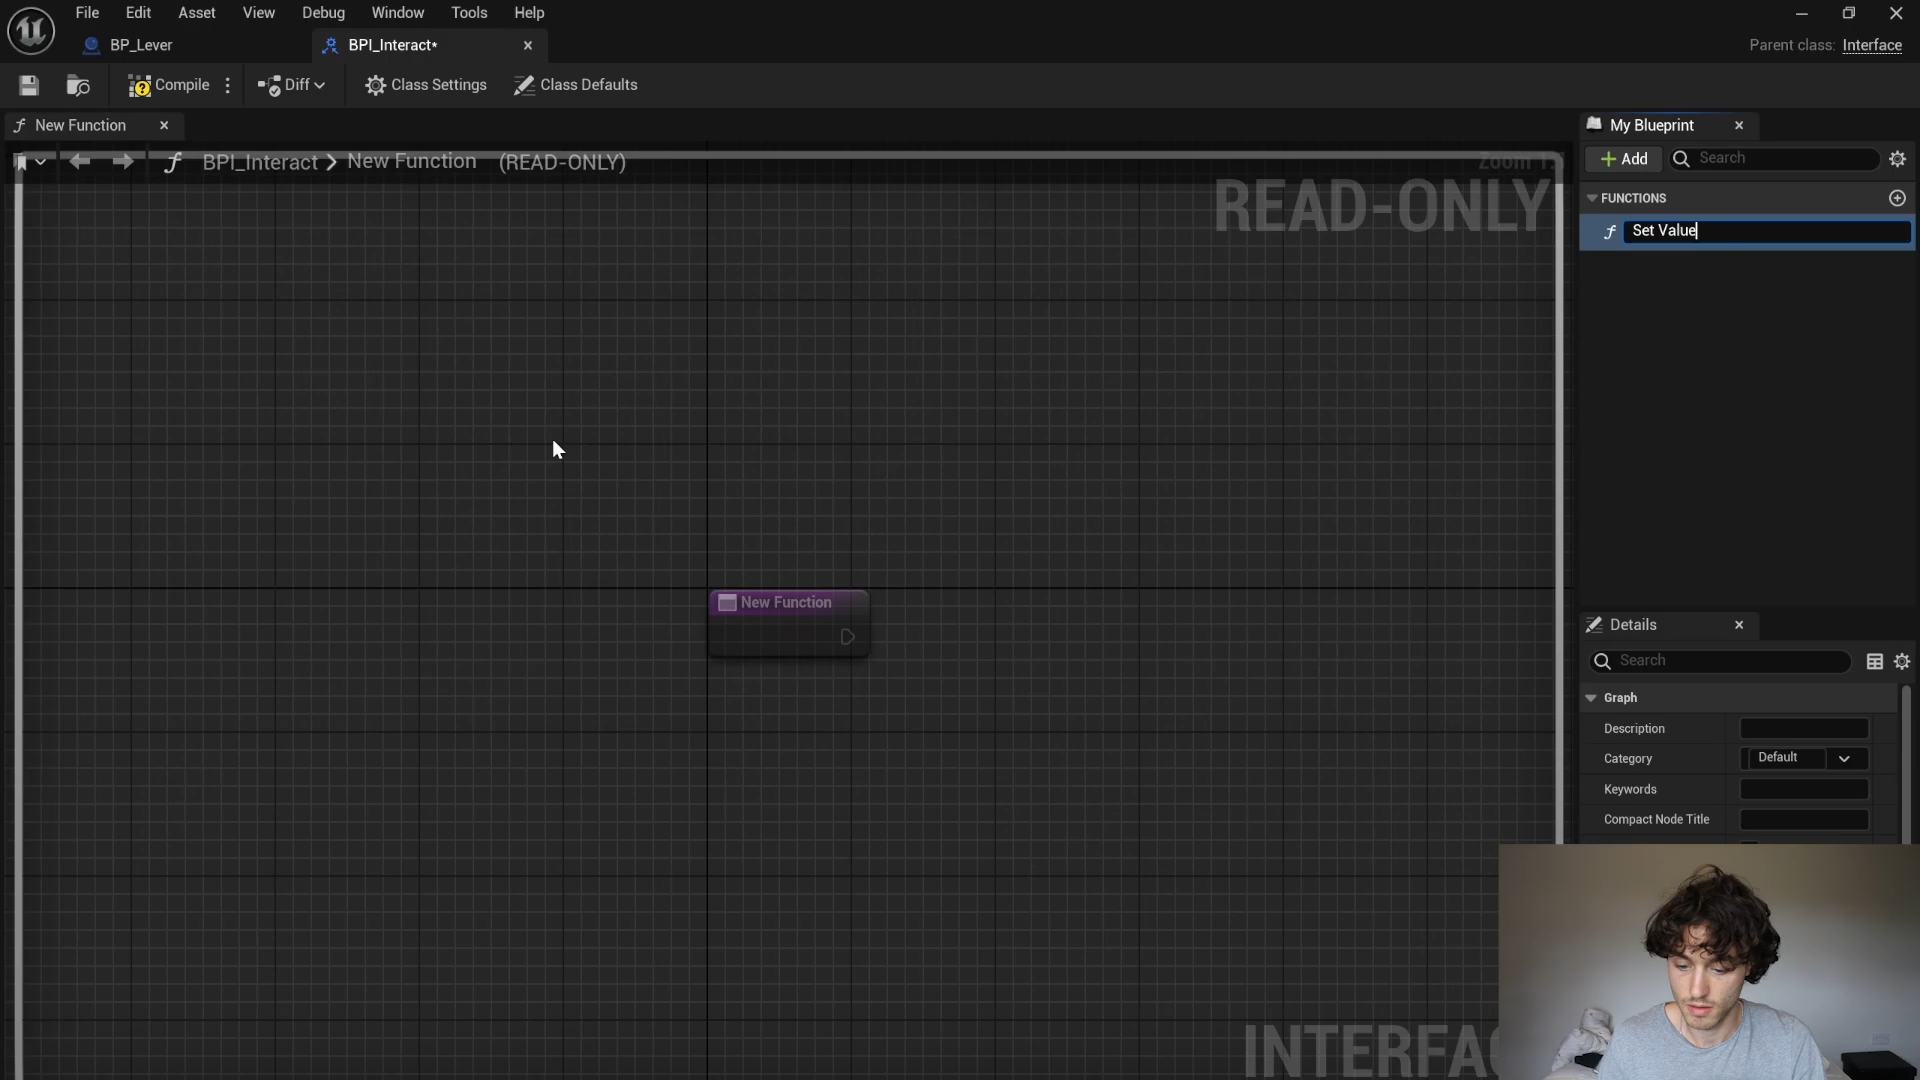 File Edit Asset View Debug Window Tools Help
BP_Lever BPI_Interact*
Parent class: Interface
Compile Diff Class Settings Class Defaults
New Function
BPI_Interact New Function (READ-ONLY)
READ-ONLY
New Function
INTERFAC
My Blueprint
Add Search
FUNCTIONS
Set Value
Details
Search
Graph
Description
Category Default
Keywords
Compact Node Title